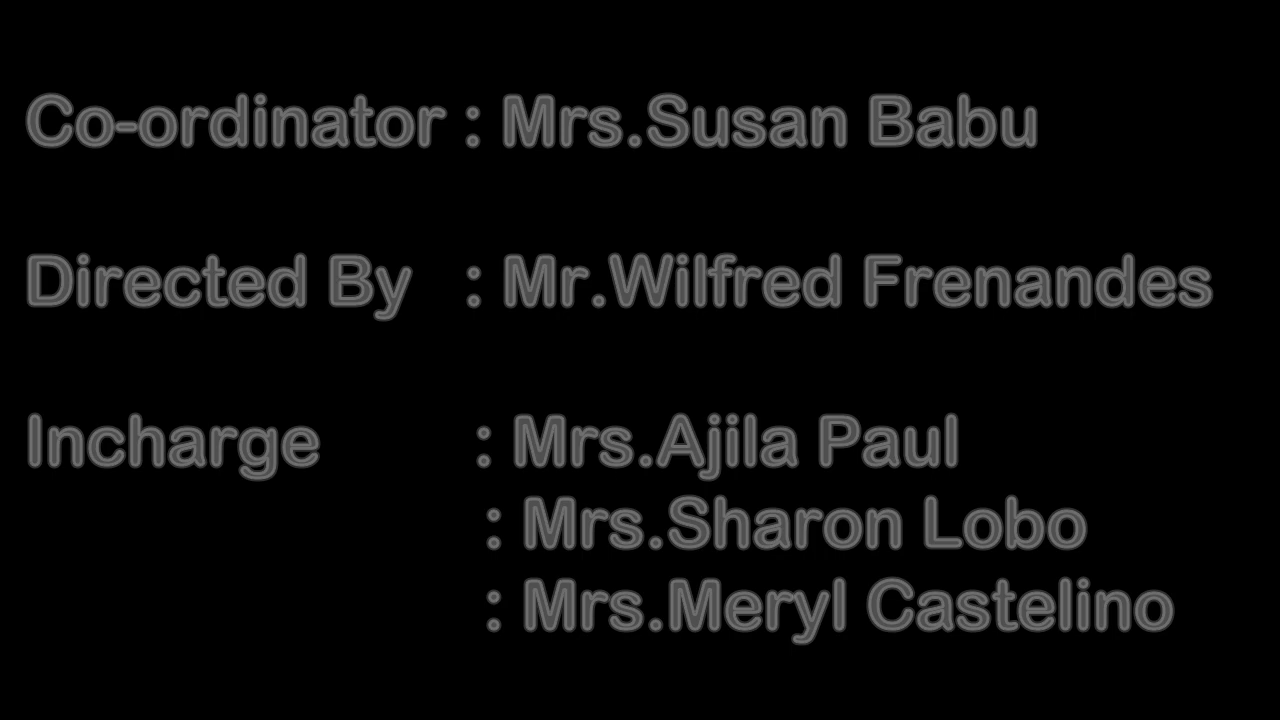 Co-ordinator : Mrs.Susan Babu
Directed By : Mr.Wilfred Frenandes
Incharge : Mrs.Ajila Paul
: Mrs.Sharon Lobo
: Mrs.Meryl Castelino